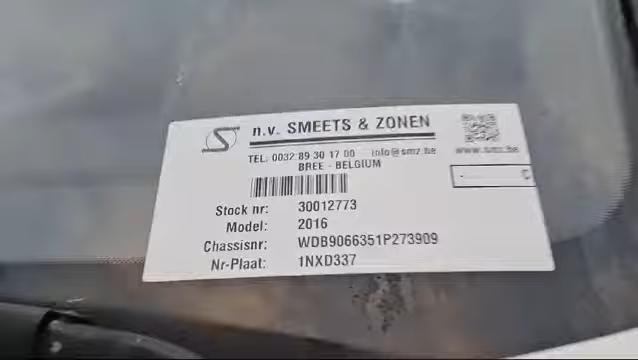 n.v. SMEETS & ZONEN
TEL. 0032 89 30 17 00 info@smz.be
BREE - BELGIUM
www.smz.be
C
Stock nr: 30012773
Model: 2016
Chassisnr: WDB9066351P273909
Nr-Plaat: 1NXD337